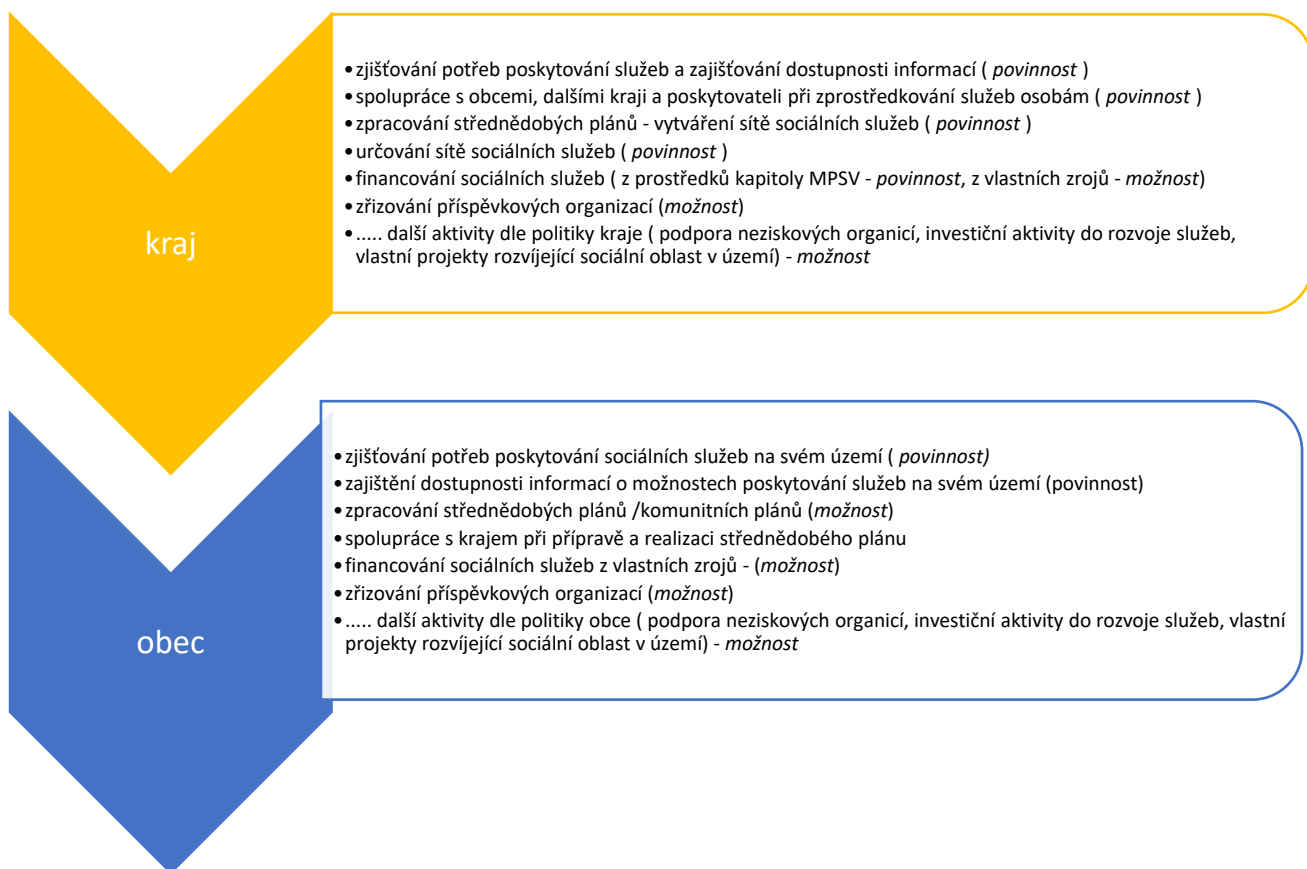 kraj
•zjišťování potřeb poskytování služeb a zajišťování dostupnosti informací ( povinnost )
•spolupráce s obcemi, dalšími kraji a poskytovateli při zprostředkování služeb osobám ( povinnost )
•zpracování střednědobých plánů - vytváření sítě sociálních služeb ( povinnost )
•určování sítě sociálních služeb ( povinnost )
•financování sociálních služeb ( z prostředků kapitoly MPSV - povinnost, z vlastních zrojů - možnost)
•zřizování příspěvkových organizací (možnost)
•..... další aktivity dle politiky kraje ( podpora neziskových organicí, investiční aktivity do rozvoje služeb,
vlastní projekty rozvíjející sociální oblast v území) - možnost
obec
•zjišťování potřeb poskytování sociálních služeb na svém území ( povinnost)
•zajištění dostupnosti informací o možnostech poskytování služeb na svém území (povinnost)
•zpracování střednědobých plánů /komunitních plánů (možnost)
•spolupráce s krajem při přípravě a realizaci střednědobého plánu
•financování sociálních služeb z vlastních zrojů - (možnost)
•zřizování příspěvkových organizací (možnost)
•..... další aktivity dle politiky obce ( podpora neziskových organicí, investiční aktivity do rozvoje služeb, vlastní
projekty rozvíjející sociální oblast v území) - možnost